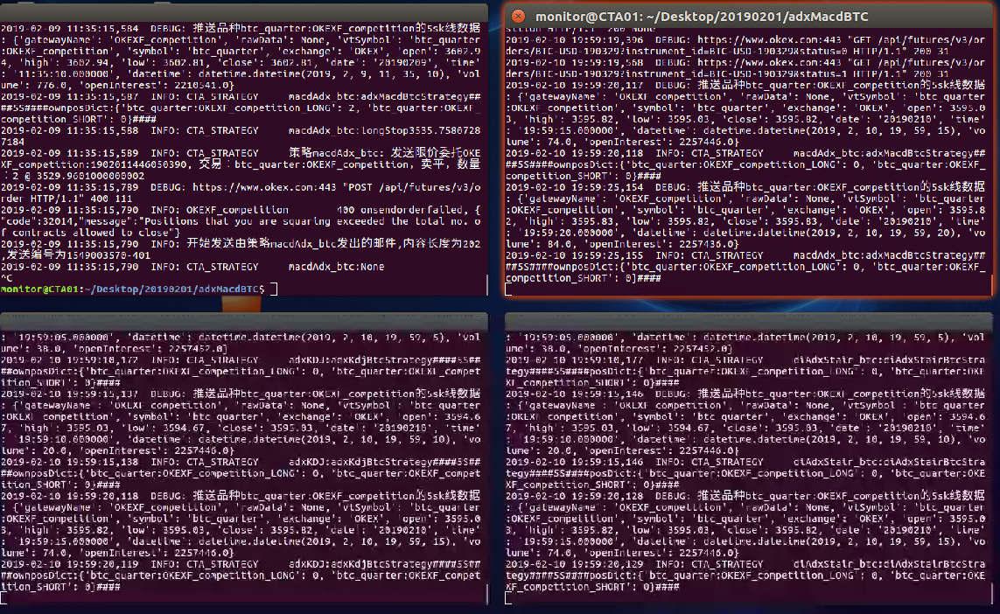 2019-02-09 11:35:15,584  DEBUG: 推送品种btc_quarter:OKEXF_competition的5sk线数据
: {'gatewayName': 'OKEXF_competition', 'rawData': None, 'vtSymbol': 'btc_quarter
:OKEXF_competition', 'symbol': 'btc_quarter', 'exchange': 'OKEX', 'open': 3602.9
4, 'high': 3602.94, 'low': 3602.81, 'close': 3602.81, 'date': '20190209', 'time'
: '11:35:10.000000', 'datetime': datetime.datetime(2019, 2, 9, 11, 35, 10), 'vol
ume': 776.0, 'openInterest': 2210541.0}
2019-02-09 11:35:15,587  INFO: CTA_STRATEGY     macdAdx_btc:adxMacdBtcStrategy###
###5S####ownposDict:{'btc_quarter:OKEXF_competition_LONG': 2, 'btc_quarter:OKEXF_
competition_SHORT': 0}####
2019-02-09 11:35:15,588  INFO: CTA_STRATEGY     macdAdx_btc:longStop3535.7580728
7184
2019-02-09 11:35:15,589  INFO: CTA_STRATEGY     策略macdAdx_btc: 发送限价委托OKE
XF_competition:1902011446050390, 交易：btc_quarter:OKEXF_competition, 卖平, 数量
：2 @ 3529.9601000000002
2019-02-09 11:35:15,789  DEBUG: https://www.okex.com:443 "POST /api/futures/v3/o
rder HTTP/1.1" 400 111
2019-02-09 11:35:15,790  INFO: OKEXF_competition        400 onsendorderfailed, {
"code":32014,"message":"Positions that you are squaring exceeded the total no. o
f contracts allowed to close"}
2019-02-09 11:35:15,790  INFO: 开始发送由策略macdAdx_btc发出的邮件,内容长度为202
,发送编号为1549003570-401
2019-02-09 11:35:15,790  INFO: CTA_STRATEGY     macdAdx_btc:None
^C
monitor@CTA01:~/Desktop/20190201/adxMacdBTC$
monitor@CTA01: ~/Desktop/20190201/adxMacdBTC
stion HTTP/1.1" 200 None
2019-02-10 19:59:19,396  DEBUG: https://www.okex.com:443 "GET /api/futures/v3/or
ders/BTC-USD-190329?instrument_id=BTC-USD-190329&status=0 HTTP/1.1" 200 31
2019-02-10 19:59:19,568  DEBUG: https://www.okex.com:443 "GET /api/futures/v3/or
ders/BTC-USD-190329?instrument_id=BTC-USD-190329&status=1 HTTP/1.1" 200 31
2019-02-10 19:59:20,117  DEBUG: 推送品种btc_quarter:OKEXF_competition的5sk线数据
: {'gatewayName': 'OKEXF_competition', 'rawData': None, 'vtSymbol': 'btc_quarter
:OKEXF_competition', 'symbol': 'btc_quarter', 'exchange': 'OKEX', 'open': 3595.0
3, 'high': 3595.82, 'low': 3595.03, 'close': 3595.82, 'date': '20190210', 'time'
: '19:59:15.000000', 'datetime': datetime.datetime(2019, 2, 10, 19, 59, 15), 'vo
lume': 74.0, 'openInterest': 2257446.0}
2019-02-10 19:59:20,118  INFO: CTA_STRATEGY     macdAdx_btc:adxMacdBtcStrategy##
##5S####ownposDict:{'btc_quarter:OKEXF_competition_LONG': 0, 'btc_quarter:OKEXF_
competition_SHORT': 0}####
2019-02-10 19:59:25,154  DEBUG: 推送品种btc_quarter:OKEXF_competition的5sk线数据
: {'gatewayName': 'OKEXF_competition', 'rawData': None, 'vtSymbol': 'btc_quarter
:OKEXF_competition', 'symbol': 'btc_quarter', 'exchange': 'OKEX', 'open': 3595.8
2, 'high': 3595.83, 'low': 3595.82, 'close': 3595.83, 'date': '20190210', 'time'
: '19:59:20.000000', 'datetime': datetime.datetime(2019, 2, 10, 19, 59, 20), 'vo
lume': 84.0, 'openInterest': 2257436.0}
2019-02-10 19:59:25,155  INFO: CTA_STRATEGY     macdAdx_btc:adxMacdBtcStrategy##
##5S####ownposDict:{'btc_quarter:OKEXF_competition_LONG': 0, 'btc_quarter:OKEXF_
competition_SHORT': 0}####
: '19:59:05.000000', 'datetime': datetime.datetime(2019, 2, 10, 19, 59, 5), 'vol
ume': 38.0, 'openInterest': 2257452.0}
2019-02-10 19:59:10,172  INFO: CTA_STRATEGY     adxKDJ:adxKdjBtcStrategy####5S##
##ownposDict:{'btc_quarter:OKEXF_competition_LONG': 0, 'btc_quarter:OKEXF_compet
ition_SHORT': 0}####
2019-02-10 19:59:15,137  DEBUG: 推送品种btc_quarter:OKEXF_competition的5sk线数据
: {'gatewayName': 'OKEXF_competition', 'rawData': None, 'vtSymbol': 'btc_quarter
:OKEXF_competition', 'symbol': 'btc_quarter', 'exchange': 'OKEX', 'open': 3594.6
7, 'high': 3595.03, 'low': 3594.67, 'close': 3595.03, 'date': '20190210', 'time'
: '19:59:10.000000', 'datetime': datetime.datetime(2019, 2, 10, 19, 59, 10), 'vo
lume': 20.0, 'openInterest': 2257446.0}
2019-02-10 19:59:15,138  INFO: CTA_STRATEGY     adxKDJ:adxKdjBtcStrategy####5S##
##ownposDict:{'btc_quarter:OKEXF_competition_LONG': 0, 'btc_quarter:OKEXF_compet
ition_SHORT': 0}####
2019-02-10 19:59:20,118  DEBUG: 推送品种btc_quarter:OKEXF_competition的5sk线数据
: {'gatewayName': 'OKEXF_competition', 'rawData': None, 'vtSymbol': 'btc_quarter
:OKEXF_competition', 'symbol': 'btc_quarter', 'exchange': 'OKEX', 'open': 3595.0
3, 'high': 3595.82, 'low': 3595.03, 'close': 3595.82, 'date': '20190210', 'time'
: '19:59:15.000000', 'datetime': datetime.datetime(2019, 2, 10, 19, 59, 15), 'vo
lume': 74.0, 'openInterest': 2257446.0}
2019-02-10 19:59:20,119  INFO: CTA_STRATEGY     adxKDJ:adxKdjBtcStrategy####5S##
##ownposDict:{'btc_quarter:OKEXF_competition_LONG': 0, 'btc_quarter:OKEXF_compet
ition_SHORT': 0}####
: '19:59:05.000000', 'datetime': datetime.datetime(2019, 2, 10, 19, 59, 5), 'vol
ume': 38.0, 'openInterest': 2257452.0}
2019-02-10 19:59:10,177  INFO: CTA_STRATEGY     diAdxStair_btc:diAdxStairBtcStra
tegy####5S####posDict:{'btc_quarter:OKEXF_competition_LONG': 0, 'btc_quarter:OKE
XF_competition_SHORT': 0}####
2019-02-10 19:59:15,146  DEBUG: 推送品种btc_quarter:OKEXF_competition的5sk线数据
: {'gatewayName': 'OKEXF_competition', 'rawData': None, 'vtSymbol': 'btc_quarter
:OKEXF_competition', 'symbol': 'btc_quarter', 'exchange': 'OKEX', 'open': 3594.6
7, 'high': 3595.03, 'low': 3594.67, 'close': 3595.03, 'date': '20190210', 'time'
: '19:59:10.000000', 'datetime': datetime.datetime(2019, 2, 10, 19, 59, 10), 'vo
lume': 20.0, 'openInterest': 2257446.0}
2019-02-10 19:59:15,146  INFO: CTA_STRATEGY     diAdxStair_btc:diAdxStairBtcStra
tegy####5S####posDict:{'btc_quarter:OKEXF_competition_LONG': 0, 'btc_quarter:OKE
XF_competition_SHORT': 0}####
2019-02-10 19:59:20,128  DEBUG: 推送品种btc_quarter:OKEXF_competition的5sk线数据
: {'gatewayName': 'OKEXF_competition', 'rawData': None, 'vtSymbol': 'btc_quarter
:OKEXF_competition', 'symbol': 'btc_quarter', 'exchange': 'OKEX', 'open': 3595.0
3, 'high': 3595.82, 'low': 3595.03, 'close': 3595.82, 'date': '20190210', 'time'
: '19:59:15.000000', 'datetime': datetime.datetime(2019, 2, 10, 19, 59, 15), 'vo
lume': 74.0, 'openInterest': 2257446.0}
2019-02-10 19:59:20,129  INFO: CTA_STRATEGY     diAdxStair_btc:diAdxStairBtcStra
tegy####5S####posDict:{'btc_quarter:OKEXF_competition_LONG': 0, 'btc_quarter:OKE
XF_competition_SHORT': 0}####